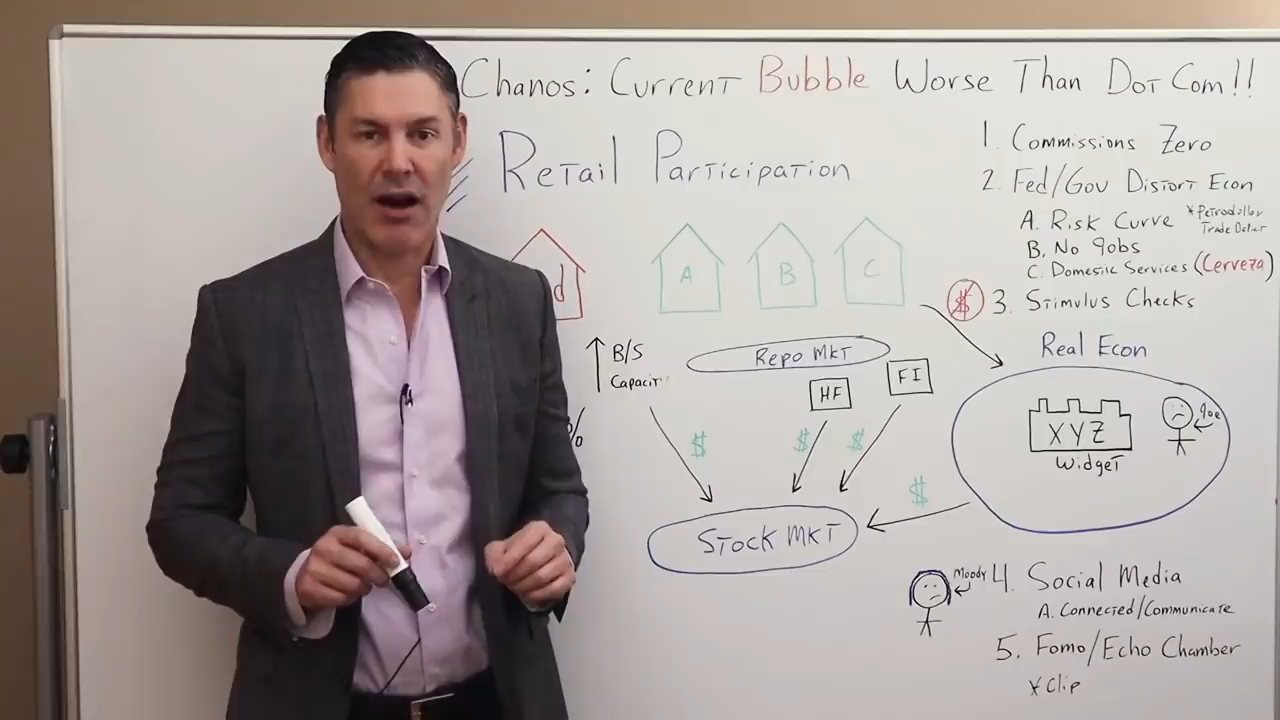 Chanos: Current Bubble Worse Than Dot Com!!
Retail Participation
1. Commissions Zero
2. Fed/Gov Distort Econ
A. Risk Curve
*Petrodollar
Trade Deficit
B. No Jobs
C. Domestic Services (Cerveza)
$ 3. Stimulus Checks
d
A
B
C
B/S
Capacit
Repo MKT
HF
FI
%
$
$
$
$
Stock MKT
Real Econ
XYZ
Widget
Joe
Moody
4. Social Media
A. Connected/Communicate
5. Fomo/Echo Chamber
*Clip